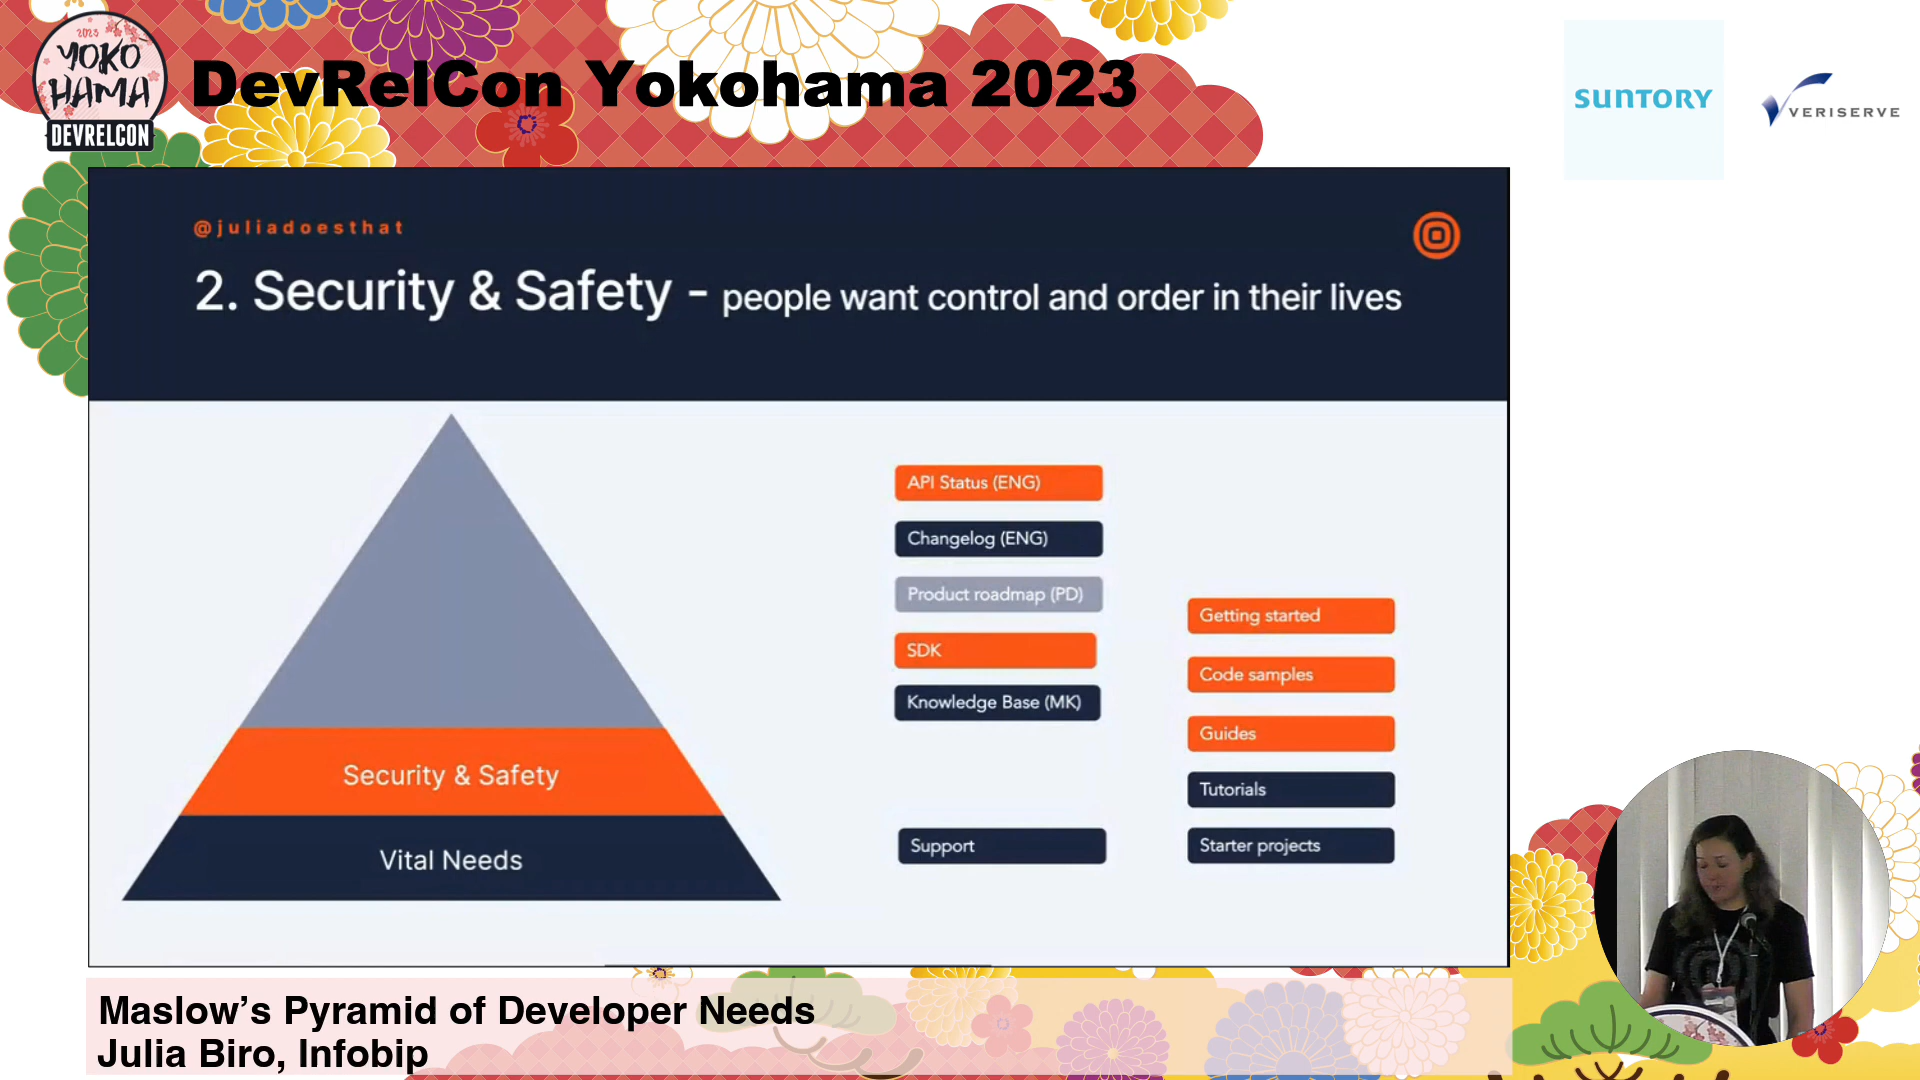 2023
YOKO
HAMA
DEVRELCON
DevRelCon Yokohama 2023
SUNTORY
VERISERVE
@juliadoesthat
2. Security & Safety - people want control and order in their lives
Security & Safety
Vital Needs
API Status (ENG)
Changelog (ENG)
Product roadmap (PD)
SDK
Knowledge Base (MK)
Support
Getting started
Code samples
Guides
Tutorials
Starter projects
Maslow’s Pyramid of Developer Needs
Julia Biro, Infobip